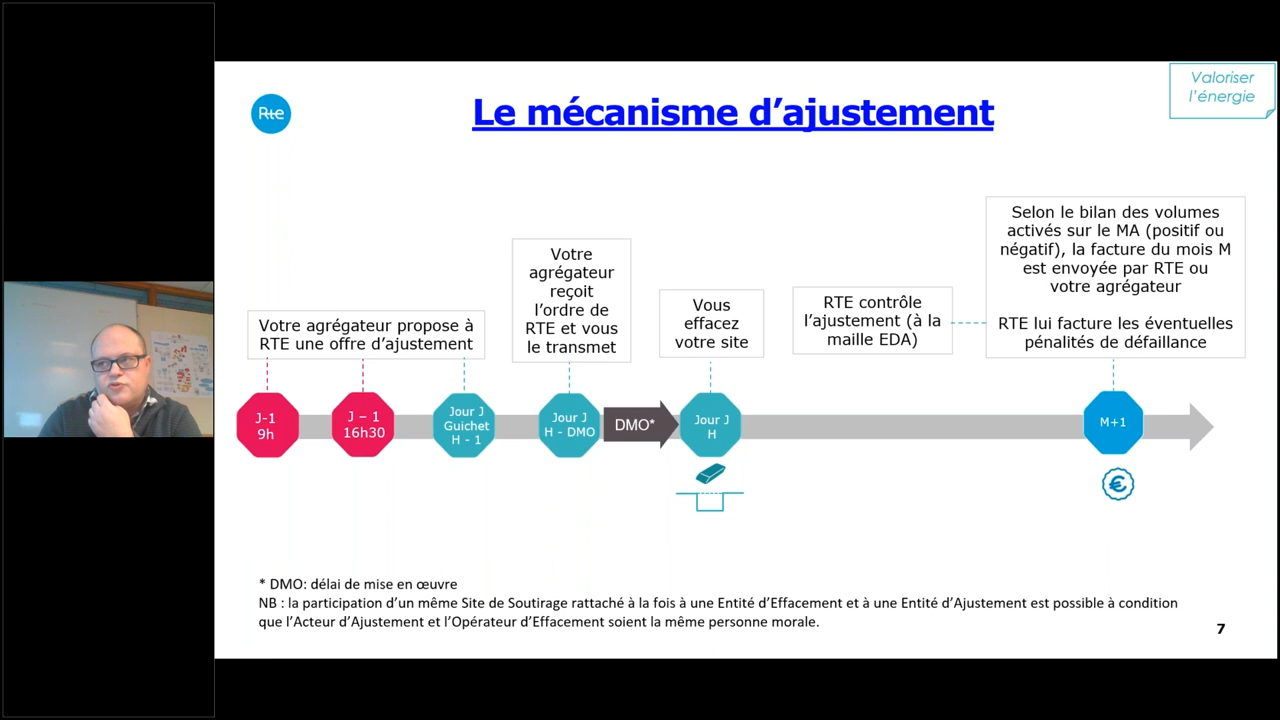 Valoriser
l’énergie
Rte
Le mécanisme d’ajustement
Votre agrégateur propose à
RTE une offre d’ajustement
Votre
agrégateur
reçoit
l’ordre de
RTE et vous
le transmet
Vous
effacez
votre site
RTE contrôle
l’ajustement (à la
maille EDA)
Selon le bilan des volumes
activés sur le MA (positif ou
négatif), la facture du mois M
est envoyée par RTE ou
votre agrégateur
RTE lui facture les éventuelles
pénalités de défaillance
J-1
9h
J – 1
16h30
Jour J
Guichet
H - 1
Jour J
H - DMO
DMO*
Jour J
H
M+1
€
* DMO: délai de mise en œuvre
NB : la participation d’un même Site de Soutirage rattaché à la fois à une Entité d’Effacement et à une Entité d’Ajustement est possible à condition
que l’Acteur d’Ajustement et l’Opérateur d’Effacement soient la même personne morale.
7